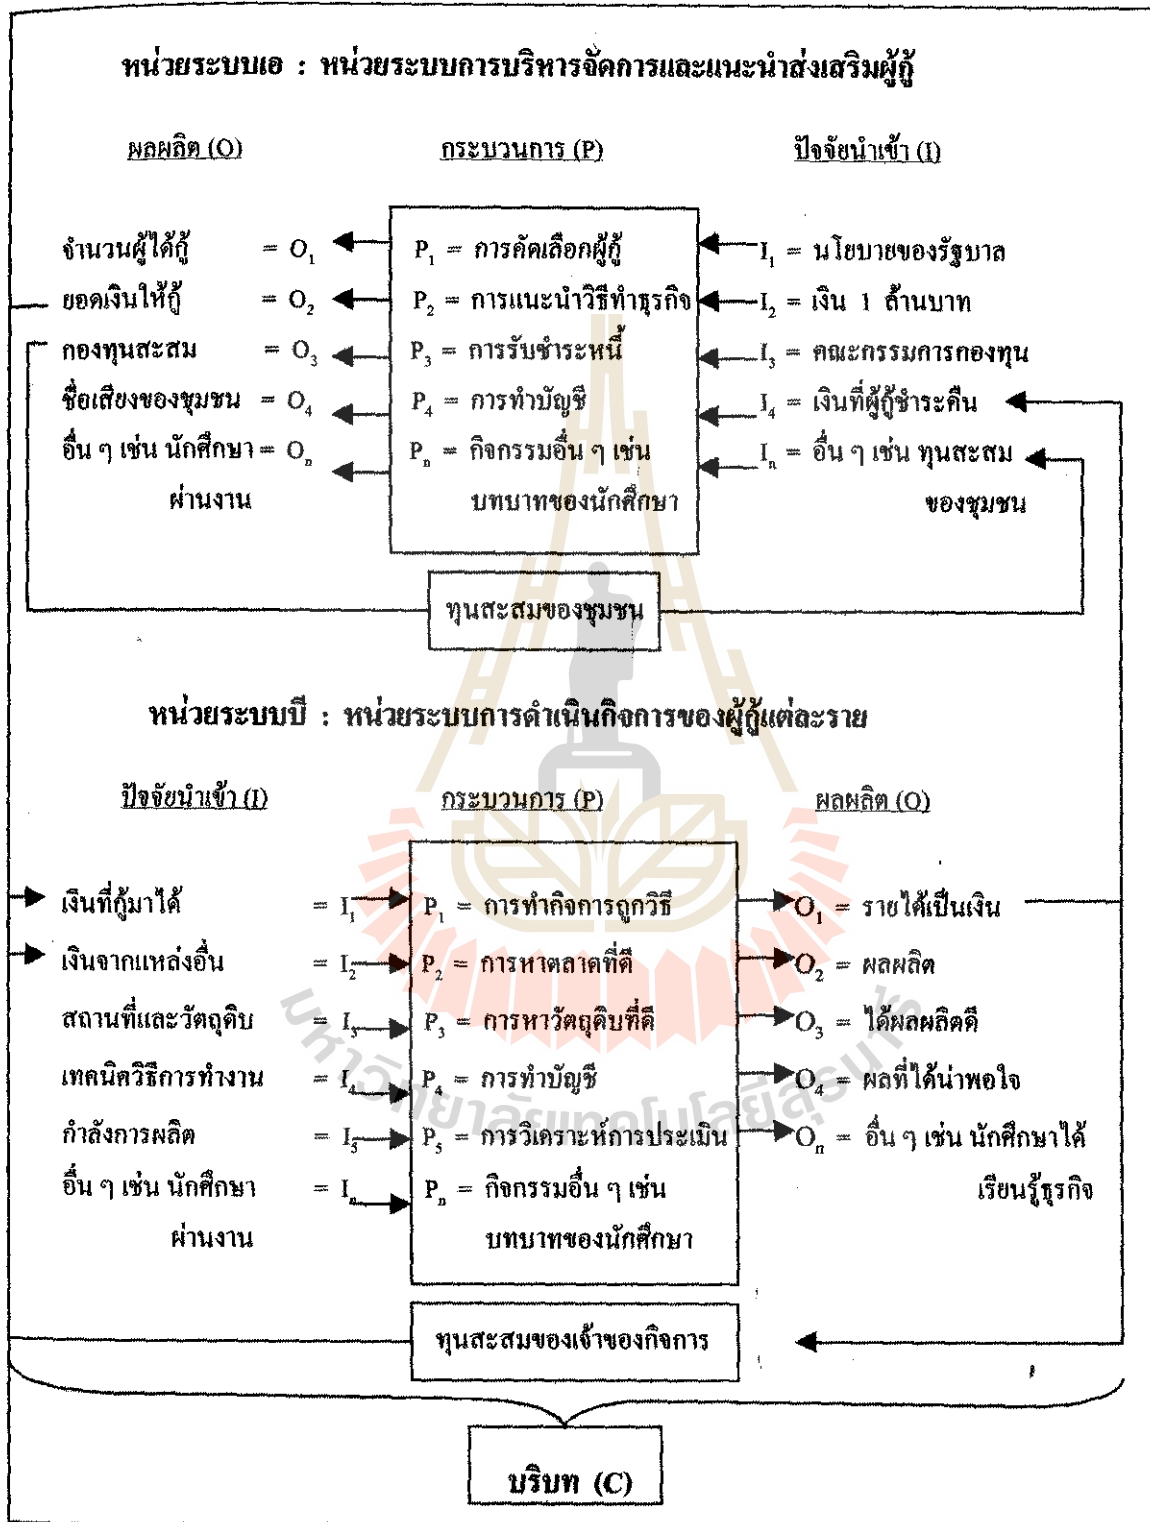 หน่วยระบบเอ : หน่วยระบบการบริหารจัดการและแนะนำส่งเสริมผู้กู้
ผลผลิต (O) กระบวนการ (P) ปัจจัยนำเข้า (I)
จำนวนผู้ได้กู้ = O₁ P₁ = การคัดเลือกผู้กู้ I₁ = นโยบายของรัฐบาล
ยอดเงินให้กู้ = O₂ P₂ = การแนะนำวิธีทำธุรกิจ I₂ = เงิน 1 ล้านบาท
กองทุนสะสม = O₃ P₃ = การรับชำระหนี้ I₃ = คณะกรรมการกองทุน
ชื่อเสียงของชุมชน = O₄ P₄ = การทำบัญชี I₄ = เงินที่ผู้กู้ชำระคืน
อื่น ๆ เช่น นักศึกษา = Oₙ Pₙ = กิจกรรมอื่น ๆ เช่น Iₙ = อื่น ๆ เช่น ทุนสะสม
ผ่านงาน บทบาทของนักศึกษา ของชุมชน
ทุนสะสมของชุมชน
หน่วยระบบบี : หน่วยระบบการดำเนินกิจการของผู้กู้แต่ละราย
ปัจจัยนำเข้า (I) กระบวนการ (P) ผลผลิต (O)
เงินที่กู้มาได้ = I₁ P₁ = การทำกิจการถูกวิธี O₁ = รายได้เป็นเงิน
เงินจากแหล่งอื่น = I₂ P₂ = การหาตลาดที่ดี O₂ = ผลผลิต
สถานที่และวัตถุดิบ = I₃ P₃ = การหาวัตถุดิบที่ดี O₃ = ได้ผลผลิตดี
เทคนิควิธีการทำงาน = I₄ P₄ = การทำบัญชี O₄ = ผลที่ได้น่าพอใจ
กำลังการผลิต = I₅ P₅ = การวิเคราะห์การประเมิน Oₙ = อื่น ๆ เช่น นักศึกษาได้
อื่น ๆ เช่น นักศึกษา = Iₙ Pₙ = กิจกรรมอื่น ๆ เช่น เรียนรู้ธุรกิจ
ผ่านงาน บทบาทของนักศึกษา
ทุนสะสมของเจ้าของกิจการ
บริบท (C)
มหาวิทยาลัยเทคโนโลยีสุรนารี